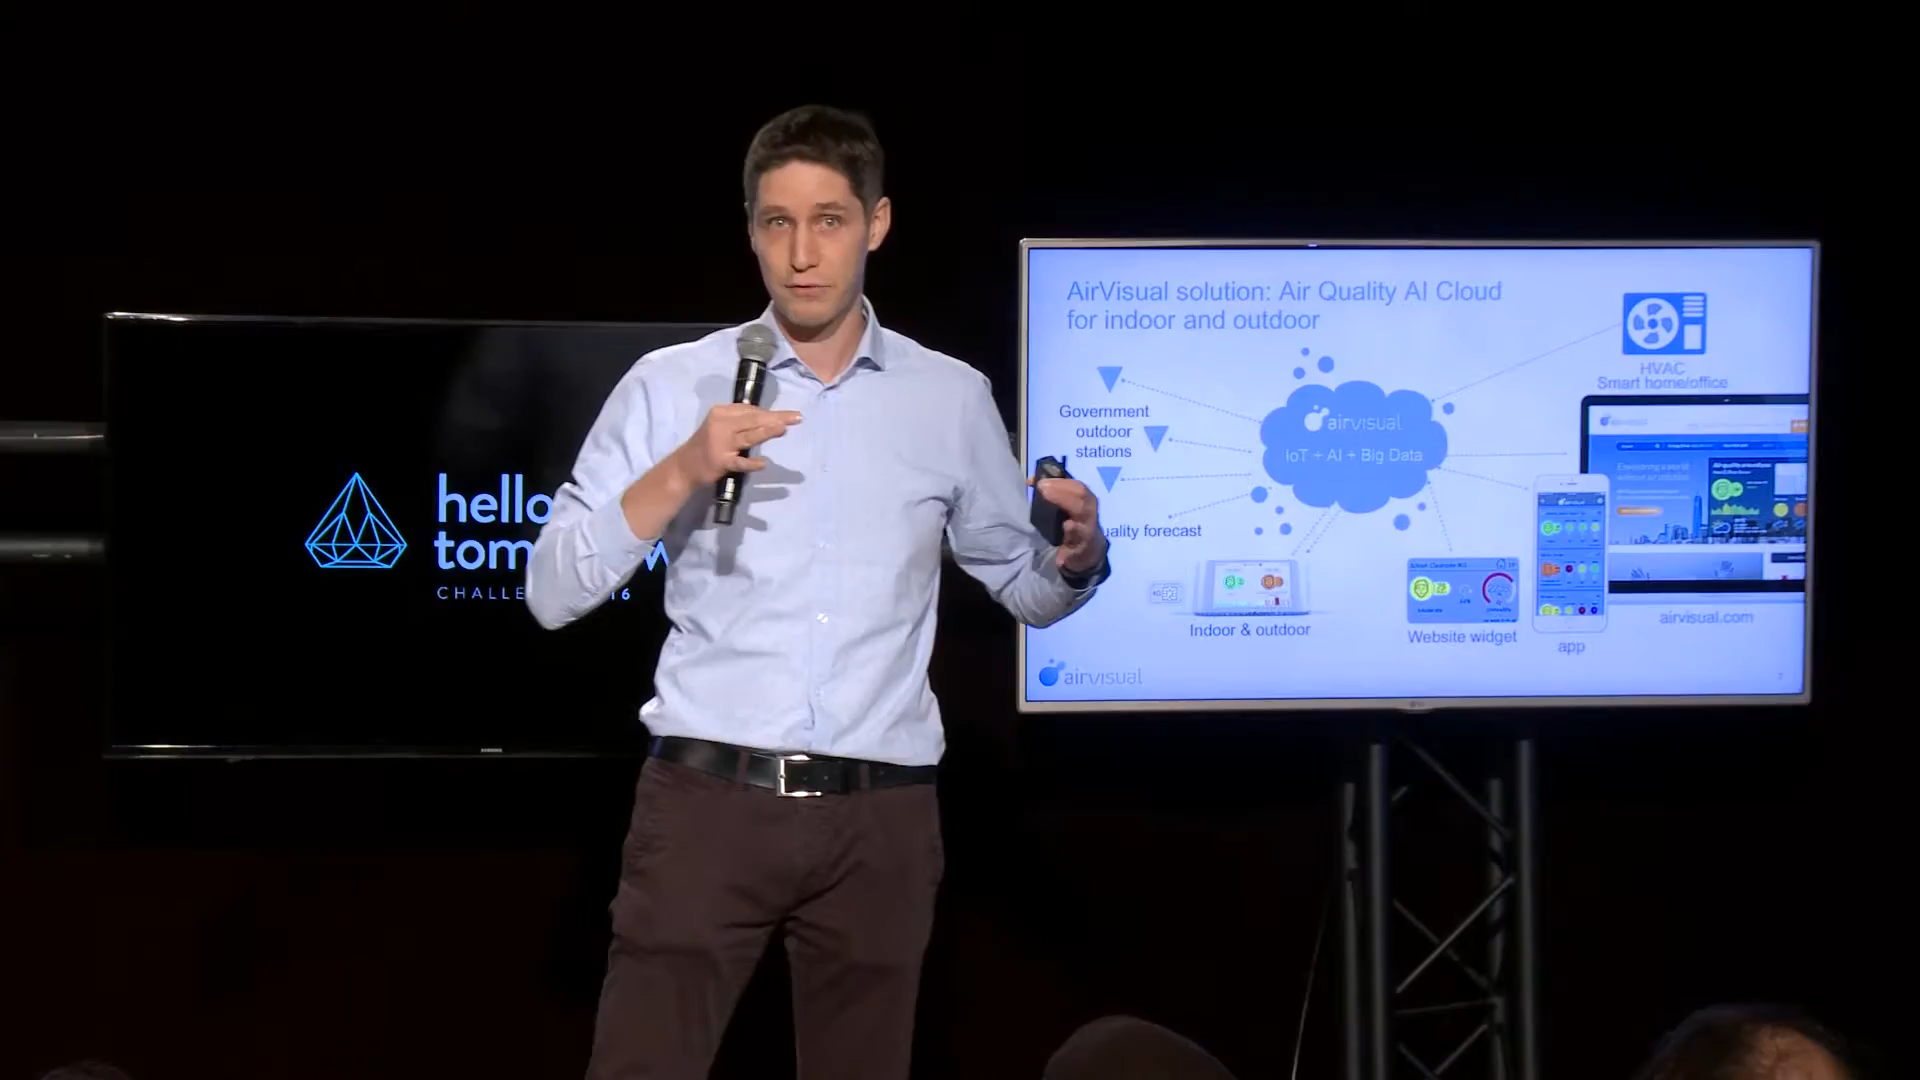 hello
tom
CHALLE
16
AirVisual solution: Air Quality AI Cloud
for indoor and outdoor
HVAC
Smart home/office
Government
outdoor
stations
airvisual
IoT + AI + Big Data
uality forecast
Indoor & outdoor
Website widget
app
airvisual.com
airvisual
7